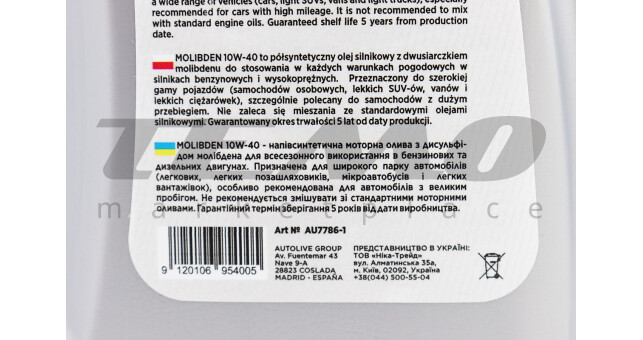 a wide range of vehicles (cars, light SUVs, vans and light trucks), especially
recommended for cars with high mileage. It is not recommended to mix
with standard engine oils. Guaranteed shelf life 5 years from production
date.
MOLIBDEN 10W-40 to półsyntetyczny olej silnikowy z dwusiarczkiem
molibdenu do stosowania w każdych warunkach pogodowych w
silnikach benzynowych i wysokoprężnych. Przeznaczony do szerokiej
gamy pojazdów (samochodów osobowych, lekkich SUV-ów, vanów i
lekkich ciężarówek), szczególnie polecany do samochodów z dużym
przebiegiem. Nie zaleca się mieszania ze standardowymi olejami
silnikowymi. Gwarantowany okres trwałości 5 lat od daty produkcji.
MOLIBDEN 10W-40 - напівсинтетична моторна олива з дисульфі-
дом молібдена для всесезонного використання в бензинових та
дизельних двигунах. Призначена для широкого парку автомобілів
(легкових, легких позашляховиків, мікроавтобусів і легких
вантажівок), особливо рекомендована для автомобілів з великим
пробігом. Не рекомендується змішувати зі стандартними моторними
оливами. Гарантійний термін зберігання 5 років від дати виробництва.
marketplace
Art № AU7786-1
AUTOLIVE GROUP
Av. Fuentemar 43
Nave 9-A
28823 COSLADA,
MADRID - ESPAÑA
ПРЕДСТАВНИЦТВО В УКРАЇНІ:
ТОВ «Ніка-Трейд»
вул. Алматинська 35а,
м. Київ, 02092, Україна
+38(044) 500-55-04
9 120106 954005